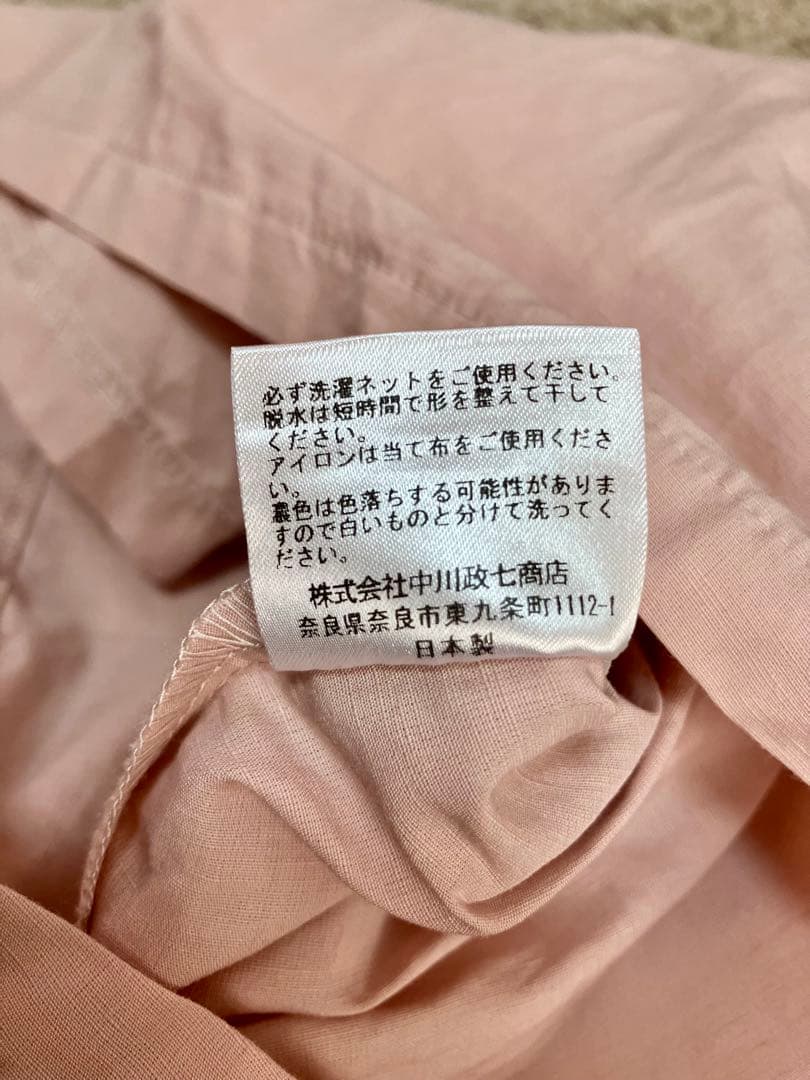 必ず洗濯ネットをご使用ください。
脱水は短時間で形を整えて干して
ください。
アイロンは当て布をご使用くださ
い。
濃色は色落ちする可能性がありま
すので白いものと分けて洗ってく
ださい。
株式会社中川政七商店
奈良県奈良市東九条町1112-1
日本製